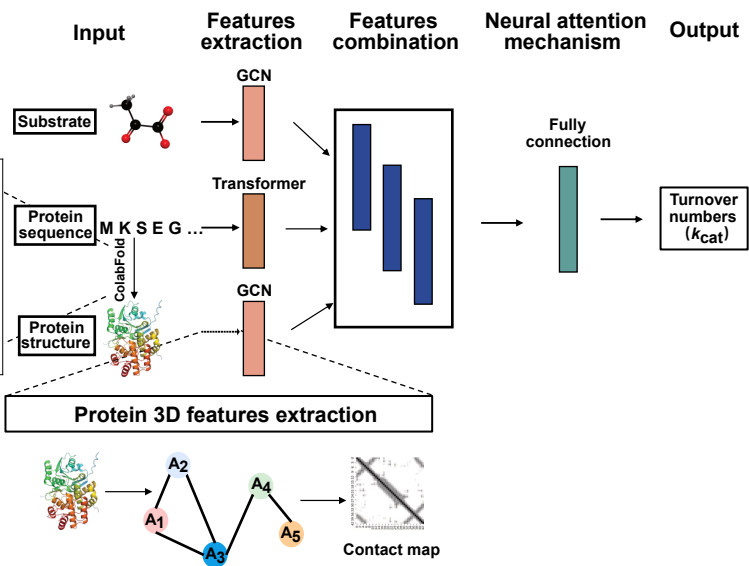 Input
Features
extraction
Features
combination
Neural attention
mechanism
Output
GCN
Substrate
Fully
connection
Transformer
Protein
sequence
M K S E G ...
Turnover
numbers
(kcat)
ColabFold
GCN
Protein
structure
Protein 3D features extraction
A2
A4
A1
A5
A3
Contact map